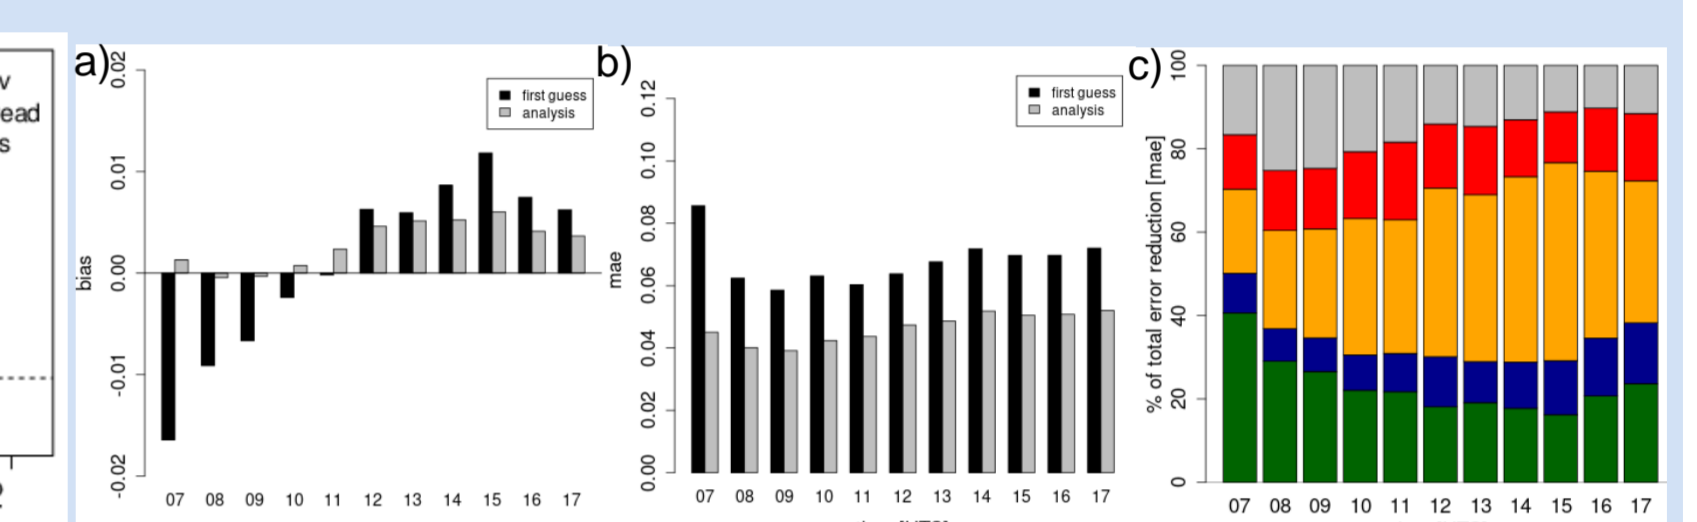 v
ead
s
a)
0.02
0.01
0.00
-0.01
-0.02
bias
first guess
analysis
07 08 09 10 11 12 13 14 15 16 17
b)
0.12
0.10
0.08
0.06
0.04
0.02
0.00
mae
first guess
analysis
07 08 09 10 11 12 13 14 15 16 17
c)
100
80
60
40
20
0
% of total error reduction [mae]
07 08 09 10 11 12 13 14 15 16 17